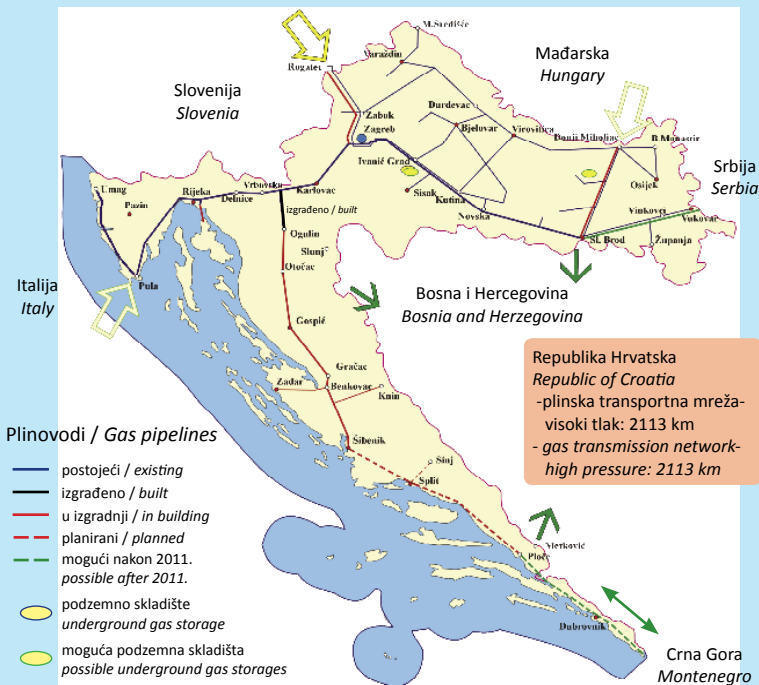 M.Središće
Varaždin
Rogatec
Mađarska
Hungary
Slovenija
Slovenia
Zabok
Zagreb
Đurđevac
Bjelovar
Virovitica
Donji Miholjac
B.Monastir
Ivanić Grad
Sisak
Kutina
Novska
Osijek
Srbija
Serbia
Vinkovci
Vukovar
Sl. Brod
Županja
Umag
Pazin
Rijeka
Delnice
Vrbovsko
Karlovac
izgrađeno / built
Ogulin
Slunj
Otočac
Italija
Italy
Pula
Bosna i Hercegovina
Bosnia and Herzegovina
Gospić
Gračac
Zadar
Benkovac
Knin
Republika Hrvatska
Republic of Croatia
-plinska transportna mreža-
visoki tlak: 2113 km
- gas transmission network-
high pressure: 2113 km
Šibenik
Sinj
Split
Metković
Ploče
Dubrovnik
Crna Gora
Montenegro
Plinovodi / Gas pipelines
postojeći / existing
izgrađeno / built
u izgradnji / in building
planirani / planned
mogući nakon 2011.
possible after 2011.
podzemno skladište
underground gas storage
moguća podzemna skladišta
possible underground gas storages